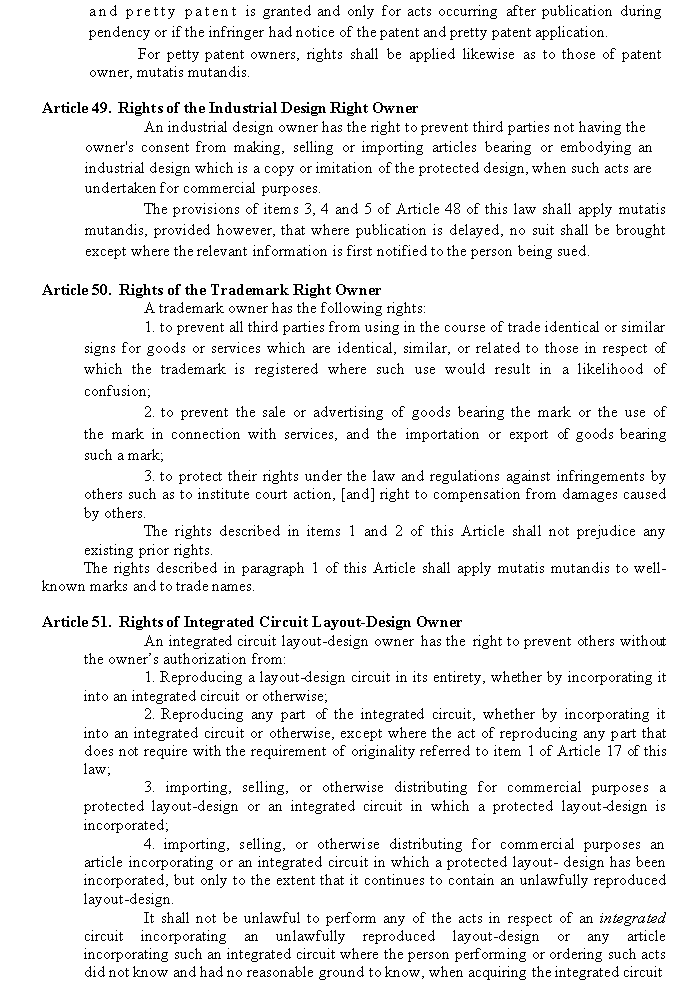 and pretty patent is granted and only for acts occurring after publication during
pendency or if the infringer had notice of the patent and pretty patent application.
For petty patent owners, rights shall be applied likewise as to those of patent
owner, mutatis mutandis.
Article 49. Rights of the Industrial Design Right Owner
An industrial design owner has the right to prevent third parties not having the
owner's consent from making, selling or importing articles bearing or embodying an
industrial design which is a copy or imitation of the protected design, when such acts are
undertaken for commercial purposes.
The provisions of items 3, 4 and 5 of Article 48 of this law shall apply mutatis
mutandis, provided however, that where publication is delayed, no suit shall be brought
except where the relevant information is first notified to the person being sued.
Article 50. Rights of the Trademark Right Owner
A trademark owner has the following rights:
1. to prevent all third parties from using in the course of trade identical or similar
signs for goods or services which are identical, similar, or related to those in respect of
which the trademark is registered where such use would result in a likelihood of
confusion;
2. to prevent the sale or advertising of goods bearing the mark or the use of
the mark in connection with services, and the importation or export of goods bearing
such a mark;
3. to protect their rights under the law and regulations against infringements by
others such as to institute court action, [and] right to compensation from damages caused
by others.
The rights described in items 1 and 2 of this Article shall not prejudice any
existing prior rights.
The rights described in paragraph 1 of this Article shall apply mutatis mutandis to well-
known marks and to trade names.
Article 51. Rights of Integrated Circuit Layout-Design Owner
An integrated circuit layout-design owner has the right to prevent others without
the owner’s authorization from:
1. Reproducing a layout-design circuit in its entirety, whether by incorporating it
into an integrated circuit or otherwise;
2. Reproducing any part of the integrated circuit, whether by incorporating it
into an integrated circuit or otherwise, except where the act of reproducing any part that
does not require with the requirement of originality referred to item 1 of Article 17 of this
law;
3. importing, selling, or otherwise distributing for commercial purposes a
protected layout-design or an integrated circuit in which a protected layout-design is
incorporated;
4. importing, selling, or otherwise distributing for commercial purposes an
article incorporating or an integrated circuit in which a protected layout- design has been
incorporated, but only to the extent that it continues to contain an unlawfully reproduced
layout-design.
It shall not be unlawful to perform any of the acts in respect of an integrated
circuit incorporating an unlawfully reproduced layout-design or any article
incorporating such an integrated circuit where the person performing or ordering such acts
did not know and had no reasonable ground to know, when acquiring the integrated circuit